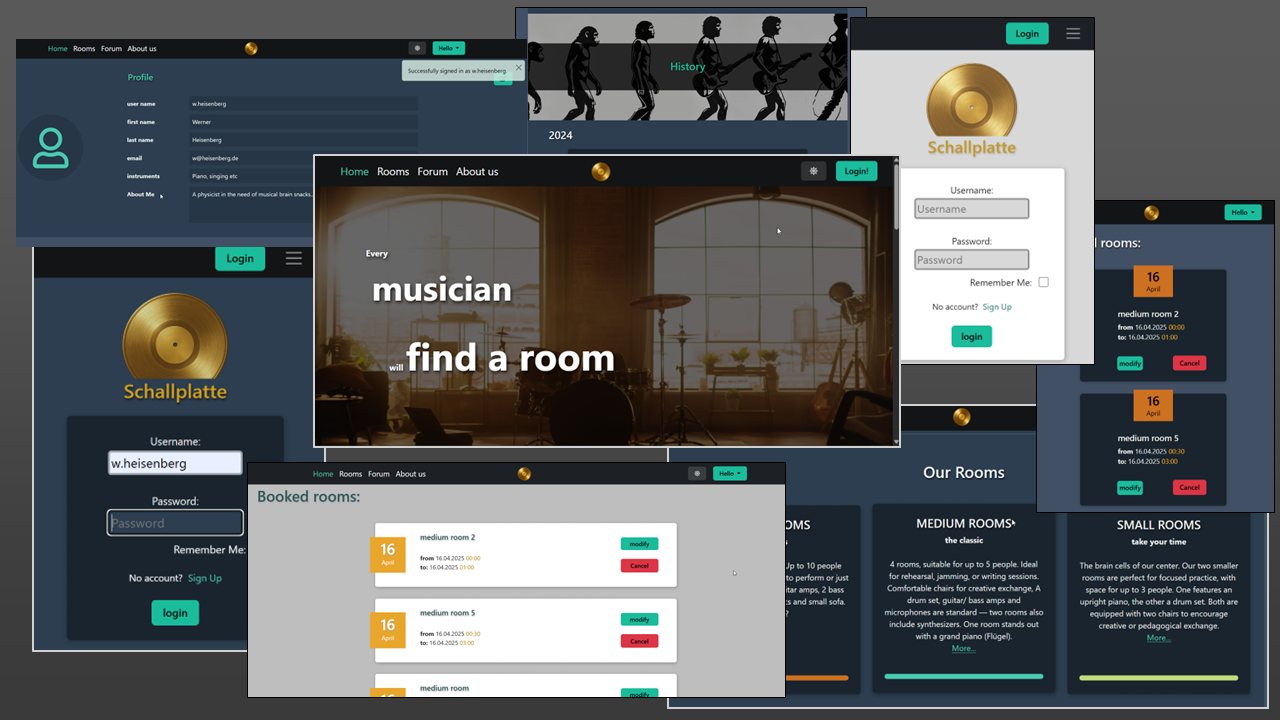 Home Rooms Forum About us
Hello
Successfully signed in as w.heisenberg.
Profile
user name w.heisenberg
first name Werner
last name Heisenberg
email w@heisenberg.de
instruments Piano, singing etc
About Me A physicist in the need of musical brain snacks.
History
2024
Login
Schallplatte
Username:
Username
Password:
Password
Remember Me:
No account? Sign Up
login
Home Rooms Forum About us
Login!
Every
musician
will find a room
Hello
rooms:
16
April
medium room 2
from 16.04.2025 00:00
to: 16.04.2025 01:00
modify Cancel
16
April
medium room 5
from 16.04.2025 00:30
to: 16.04.2025 03:00
modify Cancel
Login
Schallplatte
Username:
w.heisenberg
Password:
Password
Remember Me:
No account? Sign Up
login
Home Rooms Forum About us
Hello
Booked rooms:
16
April
medium room 2
from 16.04.2025 00:00
to: 16.04.2025 01:00
modify
Cancel
16
April
medium room 5
from 16.04.2025 00:30
to: 16.04.2025 03:00
modify
Cancel
medium room
modify
Our Rooms
OMS
Up to 10 people
to perform or just
itar amps, 2 bass
cs and small sofa.
?
MEDIUM ROOMS
the classic
4 rooms, suitable for up to 5 people. Ideal
for rehearsal, jamming, or writing sessions.
Comfortable chairs for creative exchange, A
drum set, guitar/ bass amps and
microphones are standard — two rooms also
include synthesizers. One room stands out
with a grand piano (Flügel).
More...
SMALL ROOMS
take your time
The brain cells of our center. Our two smaller
rooms are perfect for focused practice, with
space for up to 3 people. One features an
upright piano, the other a drum set. Both are
equipped with two chairs to encourage
creative or pedagogical exchange.
More...